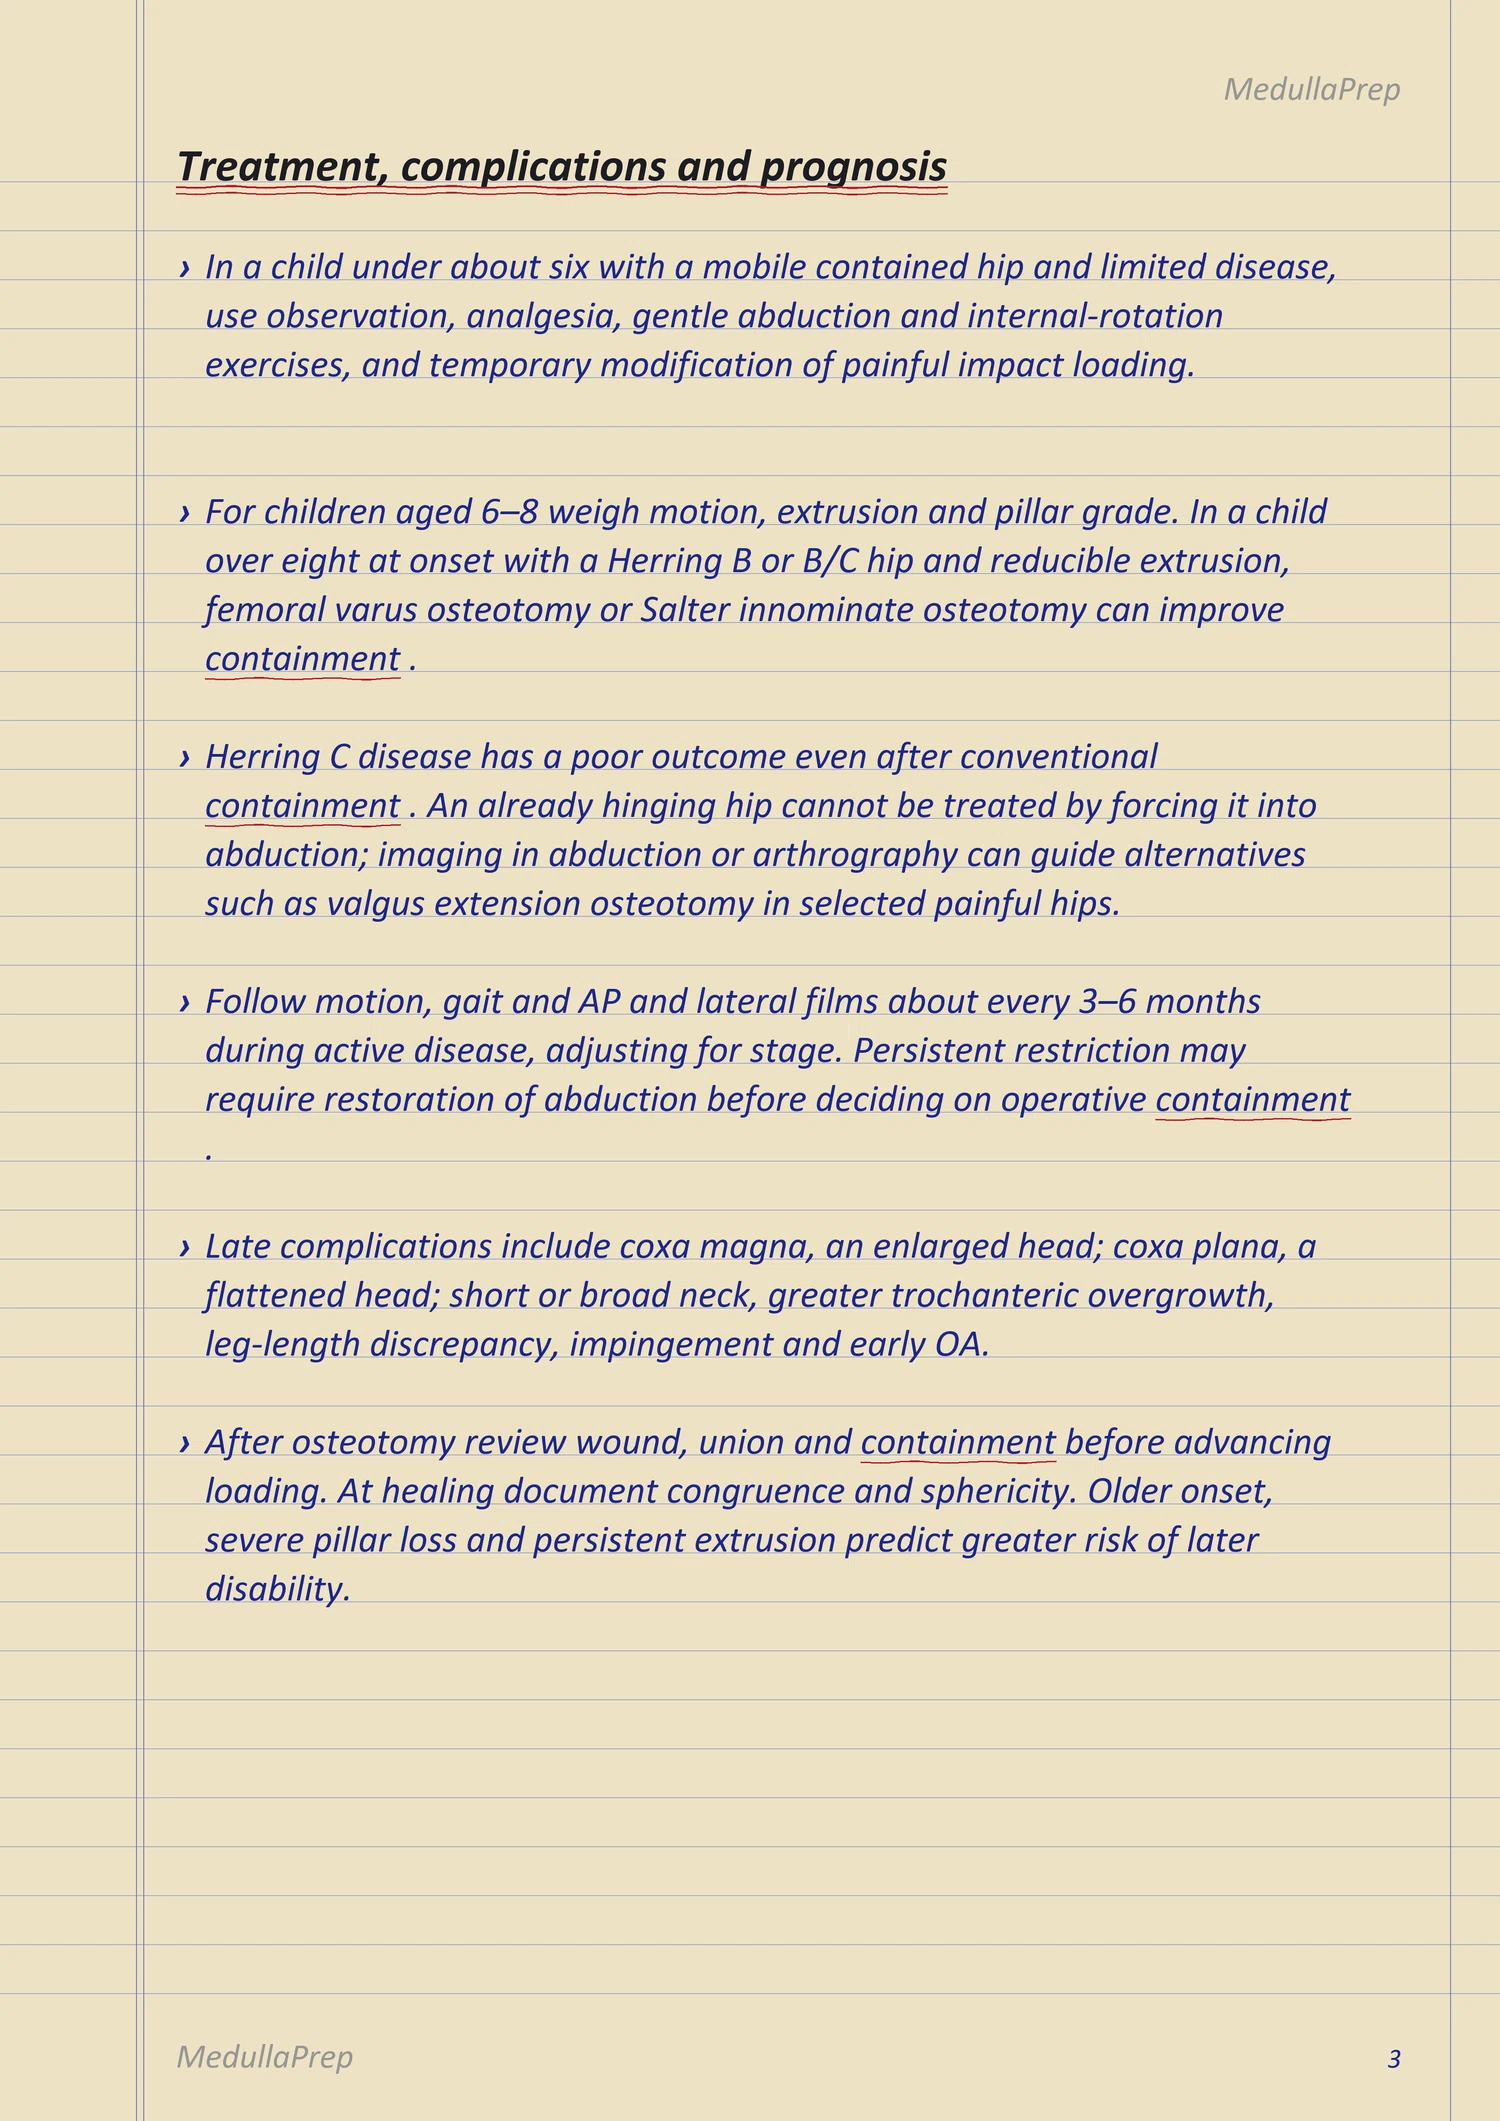 MedullaPrep
Treatment, complications and prognosis
› In a child under about six with a mobile contained hip and limited disease,
use observation, analgesia, gentle abduction and internal-rotation
exercises, and temporary modification of painful impact loading.
› For children aged 6–8 weigh motion, extrusion and pillar grade. In a child
over eight at onset with a Herring B or B/C hip and reducible extrusion,
femoral varus osteotomy or Salter innominate osteotomy can improve
containment .
› Herring C disease has a poor outcome even after conventional
containment . An already hinging hip cannot be treated by forcing it into
abduction; imaging in abduction or arthrography can guide alternatives
such as valgus extension osteotomy in selected painful hips.
› Follow motion, gait and AP and lateral films about every 3–6 months
during active disease, adjusting for stage. Persistent restriction may
require restoration of abduction before deciding on operative containment
.
› Late complications include coxa magna, an enlarged head; coxa plana, a
flattened head; short or broad neck, greater trochanteric overgrowth,
leg-length discrepancy, impingement and early OA.
› After osteotomy review wound, union and containment before advancing
loading. At healing document congruence and sphericity. Older onset,
severe pillar loss and persistent extrusion predict greater risk of later
disability.
MedullaPrep
3